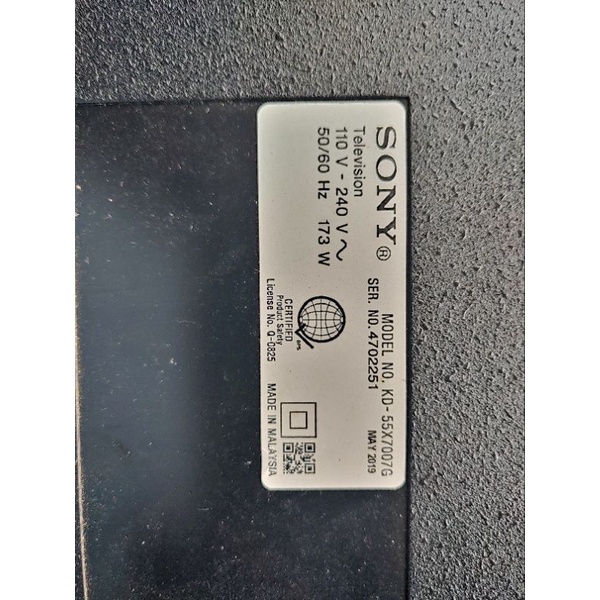 SONY®
MODEL NO. KD-55X7007G
SER. NO. 4702251
MAY 2019
Television
110 V - 240 V ~
50/60 Hz 173 W
CERTIFIED
Product Safety
License No. Q-0825
MADE IN MALAYSIA